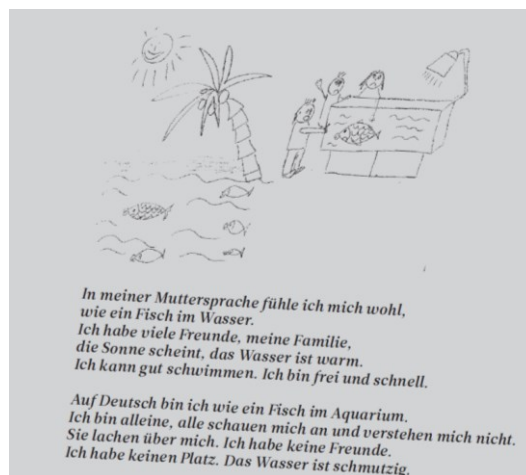 In meiner Muttersprache fühle ich mich wohl,
wie ein Fisch im Wasser.
Ich habe viele Freunde, meine Familie,
die Sonne scheint, das Wasser ist warm.
Ich kann gut schwimmen. Ich bin frei und schnell.
Auf Deutsch bin ich wie ein Fisch im Aquarium.
Ich bin alleine, alle schauen mich an und verstehen mich nicht.
Sie lachen über mich. Ich habe keine Freunde.
Ich habe keinen Platz. Das Wasser ist schmutzig.